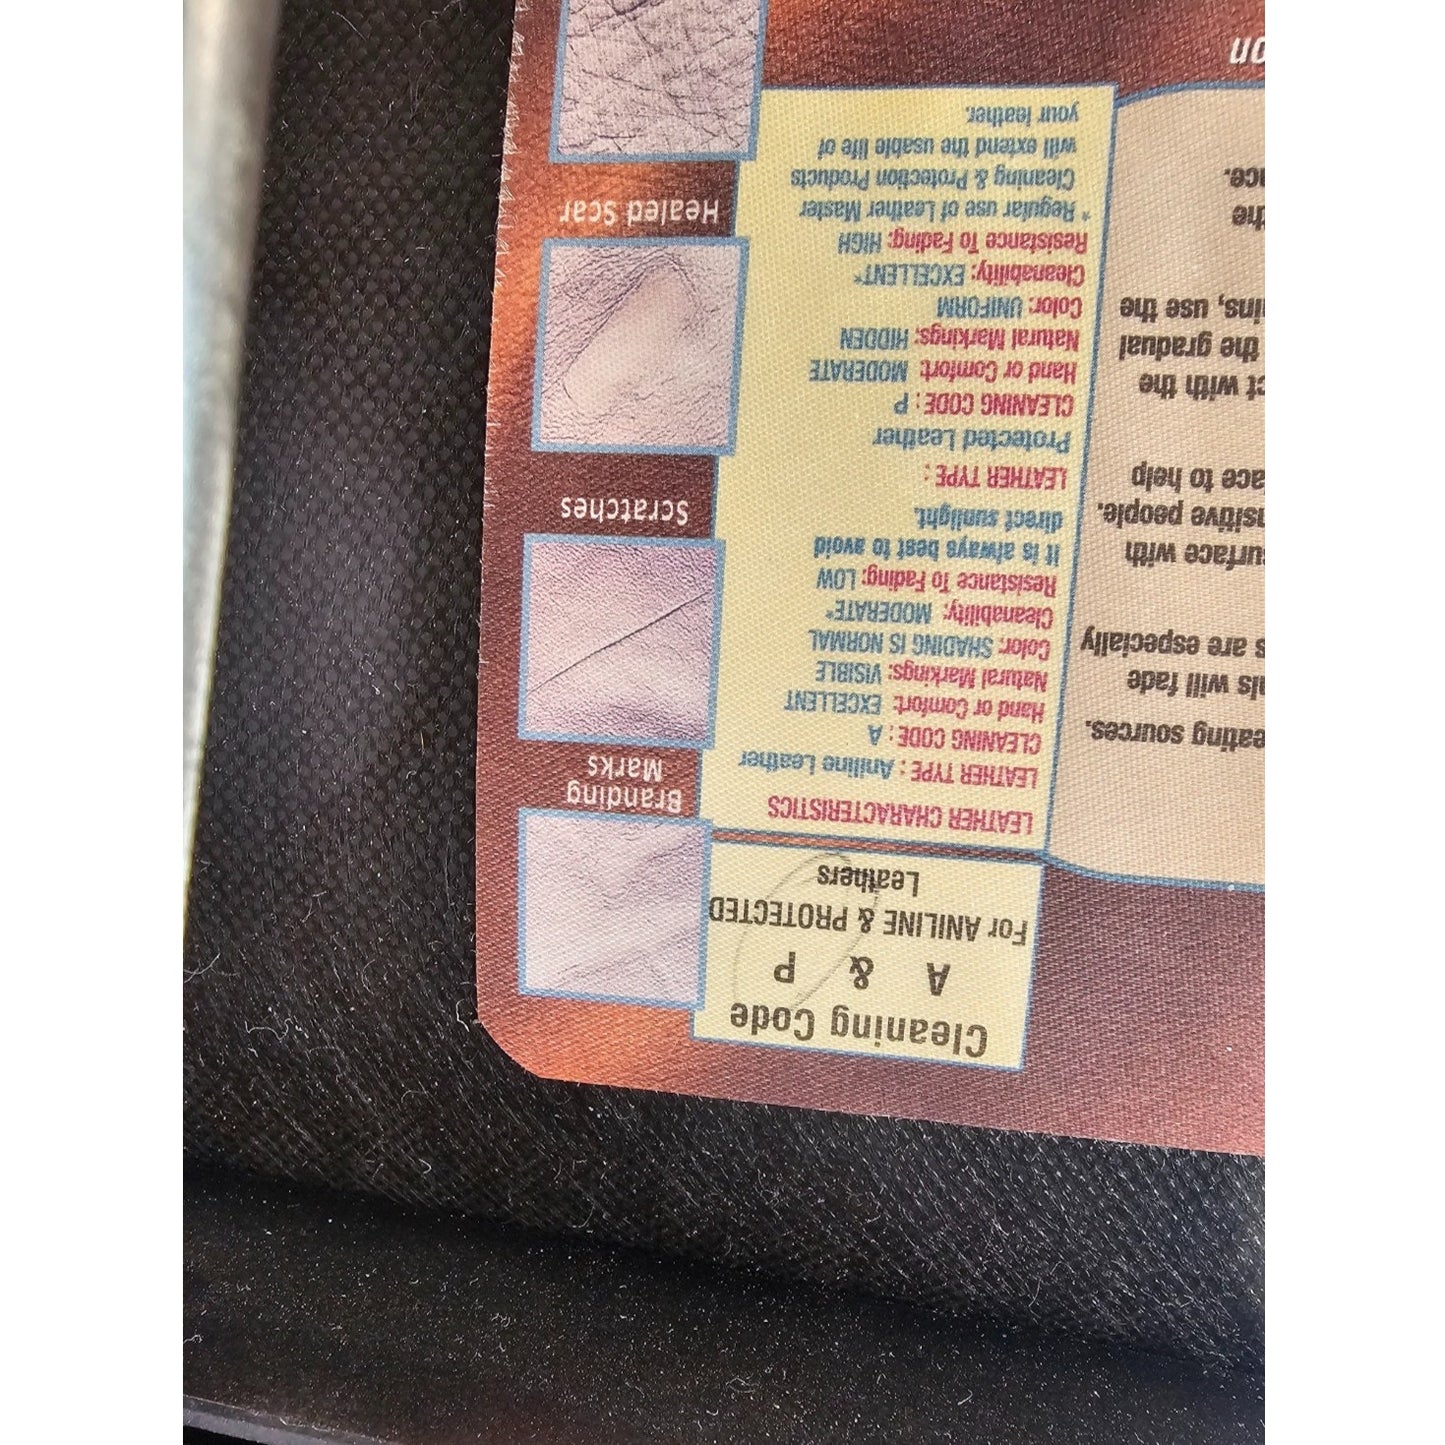 Cleaning Code
A & P
For ANILINE & PROTECTED
Leathers
LEATHER CHARACTERISTICS
LEATHER TYPE : Aniline Leather
CLEANING CODE : A
Hand or Comfort: EXCELLENT
Natural Markings: VISIBLE
Color: SHADING IS NORMAL
Cleanability: MODERATE*
Resistance To Fading: LOW
It is always best to avoid
direct sunlight.
LEATHER TYPE :
Protected Leather
CLEANING CODE : P
Hand or Comfort: MODERATE
Natural Markings: HIDDEN
Color: UNIFORM
Cleanability: EXCELLENT*
Resistance To Fading: HIGH
* Regular use of Leather Master
Cleaning & Protection Products
will extend the usable life of
your leather.
Branding
Marks
Scratches
Healed Scar
eating sources.
ls will fade
s are especially
urface with
nsitive people.
ace to help
ct with the
the gradual
ins, use the
the
ace.
on